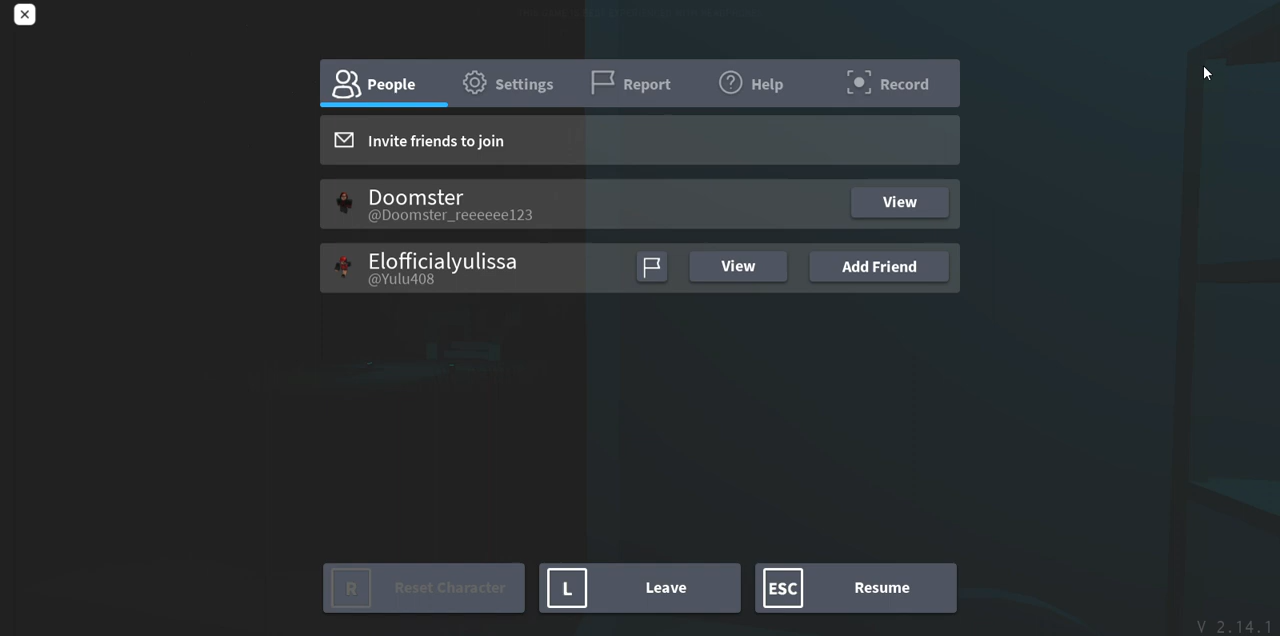 People
Settings
Report
Help
Record
Invite friends to join
Doomster
@Doomster_reeeeee123
View
Elofficialyulissa
@Yulu408
View
Add Friend
R
Reset Character
L
Leave
ESC
Resume
V 2.14.1